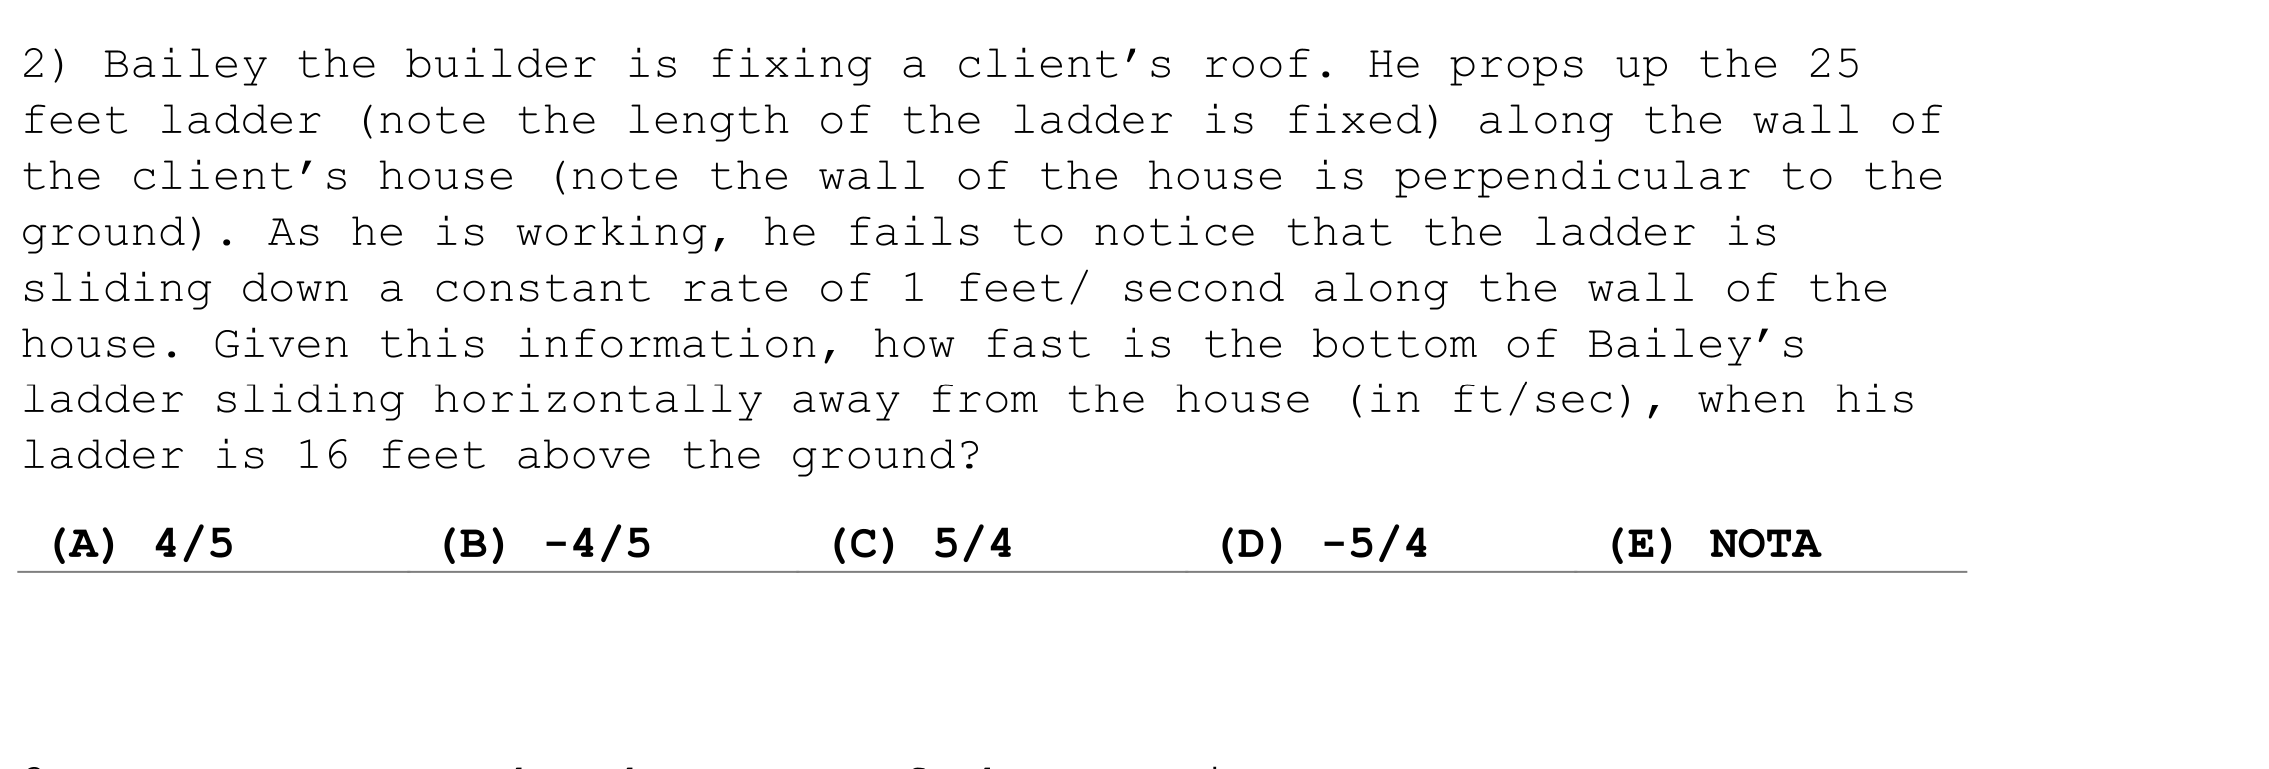 2) Bailey the builder is fixing a client’s roof. He props up the 25
feet ladder (note the length of the ladder is fixed) along the wall of
the client’s house (note the wall of the house is perpendicular to the
ground). As he is working, he fails to notice that the ladder is
sliding down a constant rate of 1 feet/ second along the wall of the
house. Given this information, how fast is the bottom of Bailey’s
ladder sliding horizontally away from the house (in ft/sec), when his
ladder is 16 feet above the ground?
(A) 4/5 (B) -4/5 (C) 5/4 (D) -5/4 (E) NOTA